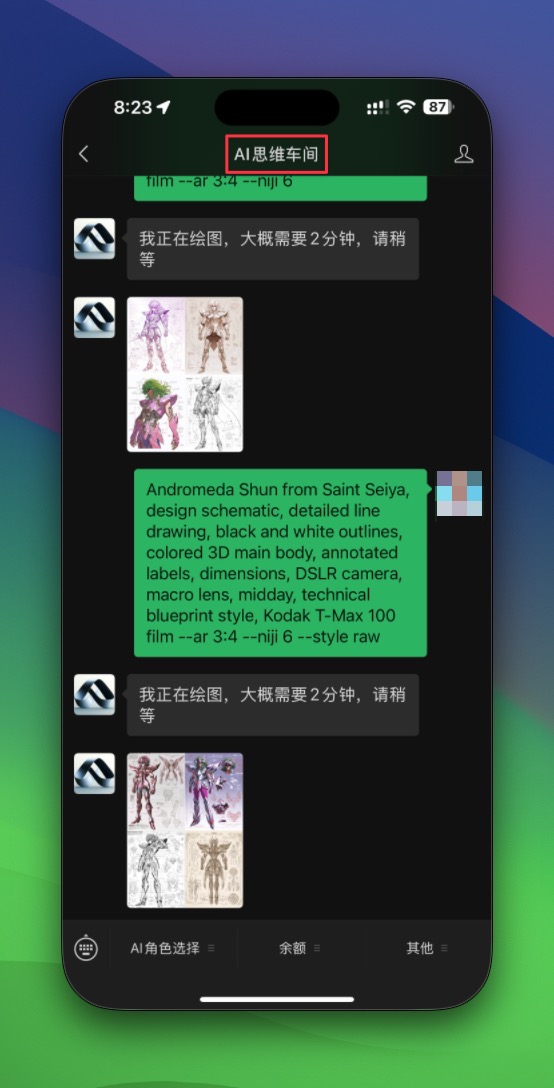 8:23
87
AI思维车间
film --ar 3:4 --niji 6
我正在绘图，大概需要2分钟，请稍
等
Andromeda Shun from Saint Seiya,
design schematic, detailed line
drawing, black and white outlines,
colored 3D main body, annotated
labels, dimensions, DSLR camera,
macro lens, midday, technical
blueprint style, Kodak T-Max 100
film --ar 3:4 --niji 6 --style raw
我正在绘图，大概需要2分钟，请稍
等
AI角色选择
余额
其他